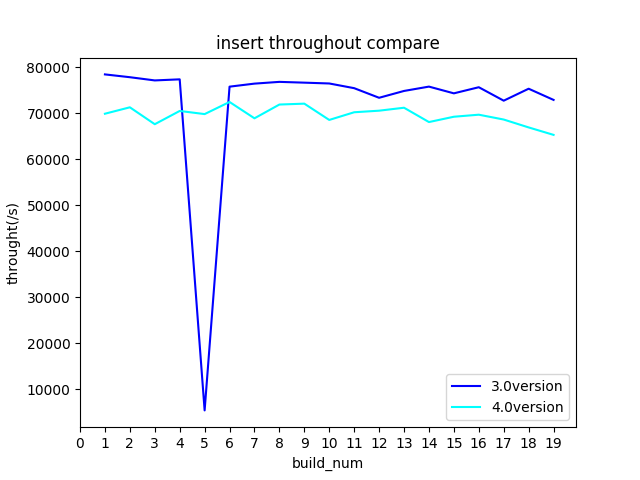 insert throughout compare
80000
70000
60000
50000
40000
30000
20000
10000
throught(/s)
0 1 2 3 4 5 6 7 8 9 10 11 12 13 14 15 16 17 18 19
build_num
3.0version
4.0version